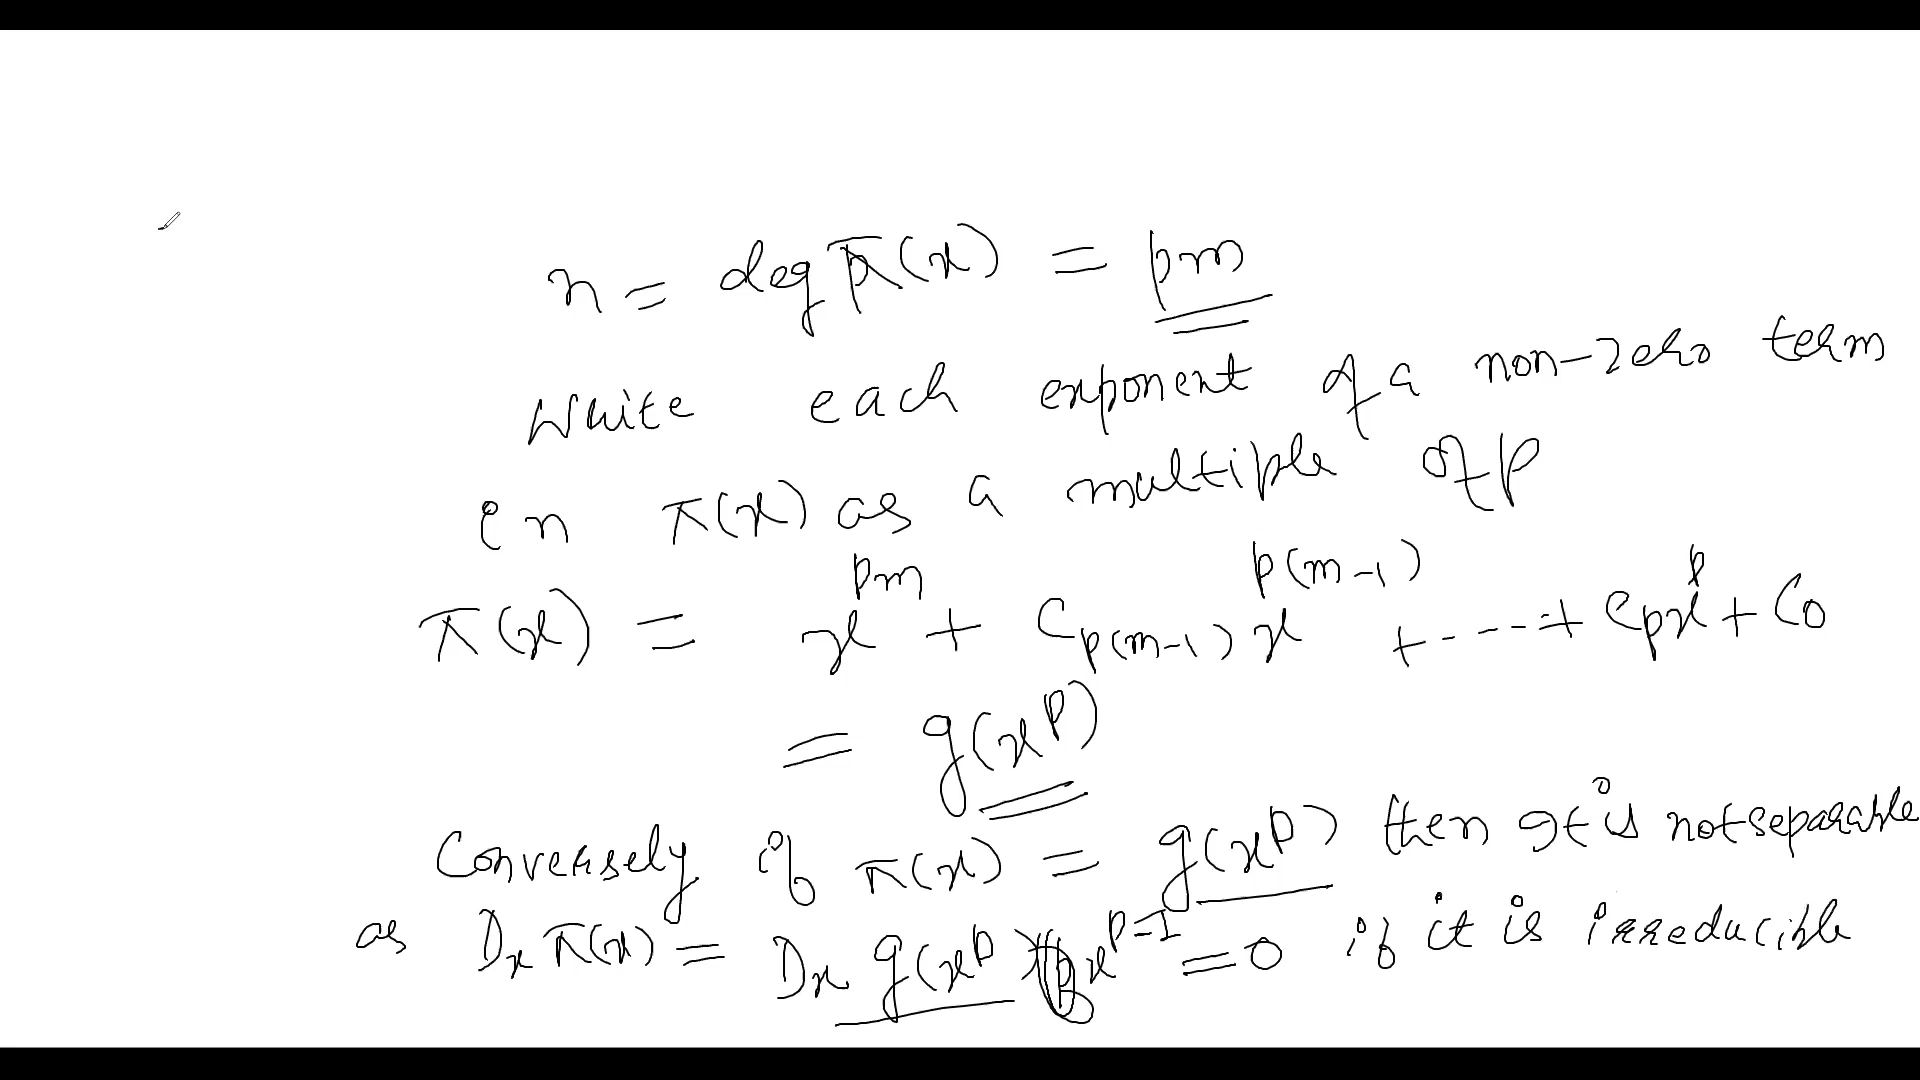 n = deg π(x) = pm
Write each exponent of a non-zero term
in π(x) as a multiple of p
π(x) = x^{pm} + C_{p(m-1)} x^{p(m-1)} + ---- + C_p x^p + C_0
= g(x^p)
Conversely if π(x) = g(x^p) then It is not separable
as D_x π(x) = D_x g(x^p) p x^{p-1} = 0 if it is irreducible